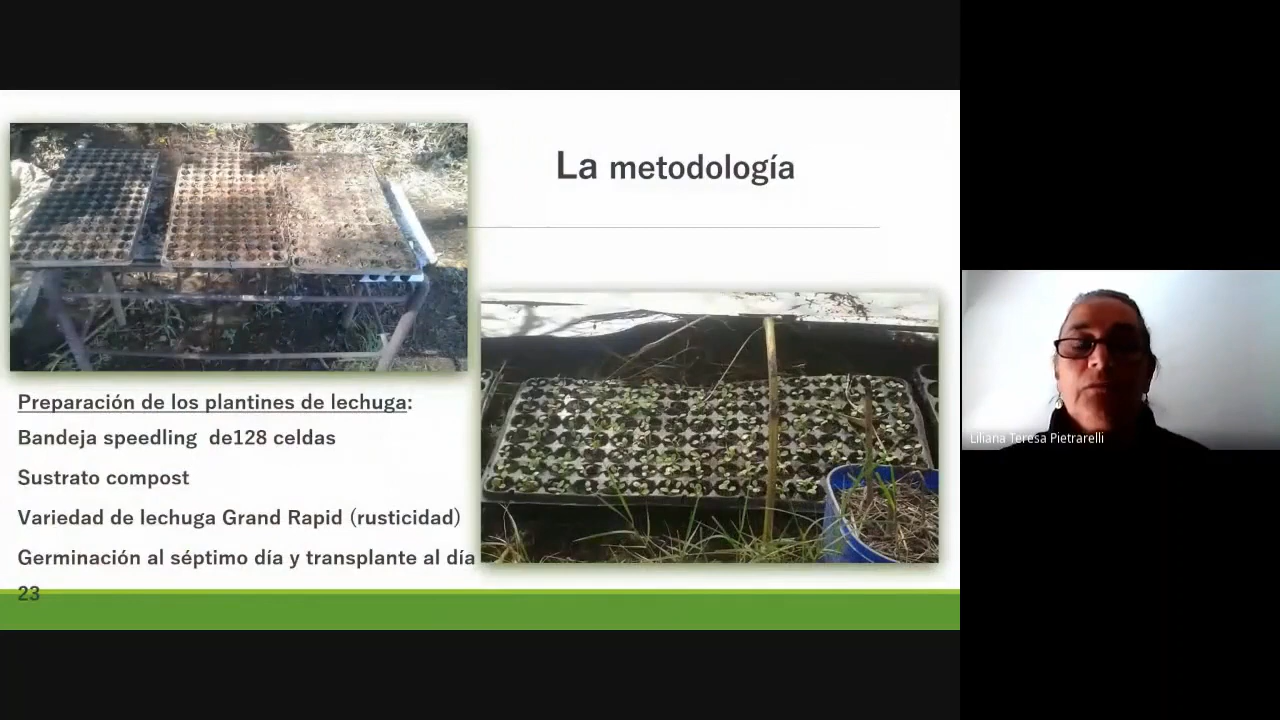 La metodología
Preparación de los plantines de lechuga:
Bandeja speedling de128 celdas
Sustrato compost
Variedad de lechuga Grand Rapid (rusticidad)
Germinación al séptimo día y transplante al día
23
Liliana Teresa Pietrarelli